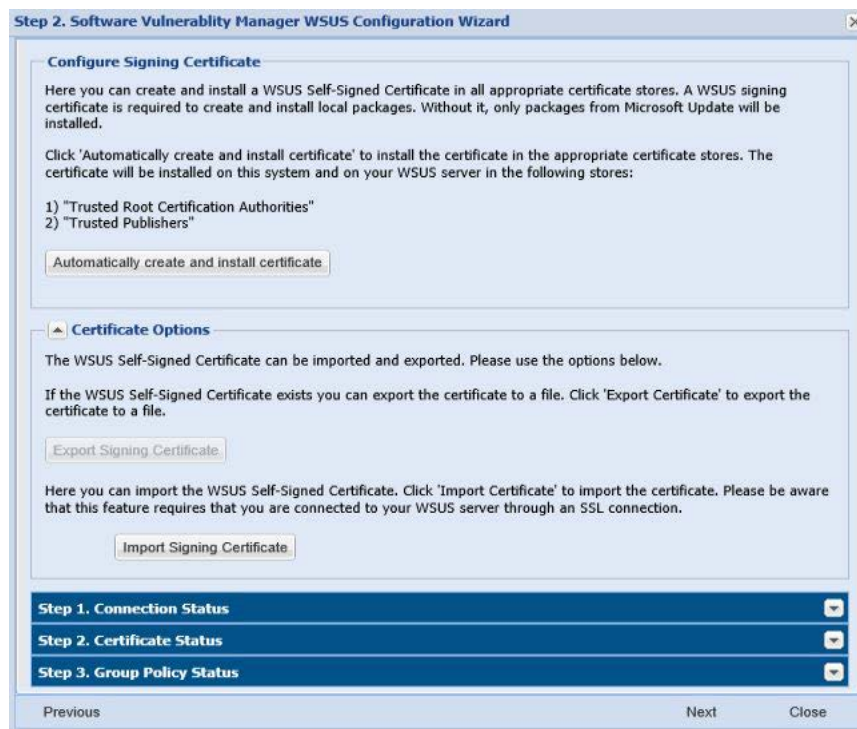 Step 2. Software Vulnerablity Manager WSUS Configuration Wizard
Configure Signing Certificate
Here you can create and install a WSUS Self-Signed Certificate in all appropriate certificate stores. A WSUS signing
certificate is required to create and install local packages. Without it, only packages from Microsoft Update will be
installed.
Click 'Automatically create and install certificate' to install the certificate in the appropriate certificate stores. The
certificate will be installed on this system and on your WSUS server in the following stores:
1) "Trusted Root Certification Authorities"
2) "Trusted Publishers"
Automatically create and install certificate
Certificate Options
The WSUS Self-Signed Certificate can be imported and exported. Please use the options below.
If the WSUS Self-Signed Certificate exists you can export the certificate to a file. Click 'Export Certificate' to export the
certificate to a file.
Export Signing Certificate
Here you can import the WSUS Self-Signed Certificate. Click 'Import Certificate' to import the certificate. Please be aware
that this feature requires that you are connected to your WSUS server through an SSL connection.
Import Signing Certificate
Step 1. Connection Status
Step 2. Certificate Status
Step 3. Group Policy Status
Previous
Next
Close